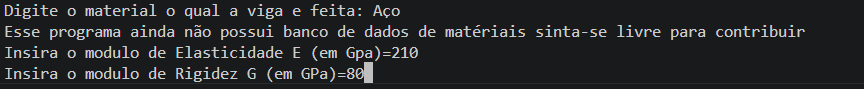 Digite o material o qual a viga e feita: Aço
Esse programa ainda não possui banco de dados de matériais sinta-se livre para contribuir
Insira o modulo de Elasticidade E (em Gpa)=210
Insira o modulo de Rigidez G (em GPa)=80